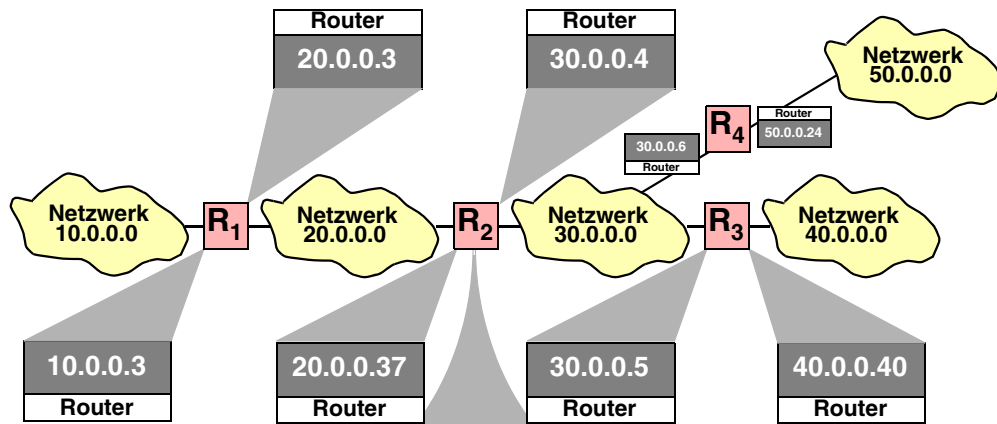 Router
20.0.0.3
Router
30.0.0.4
Netzwerk
50.0.0.0
R4
Router
50.0.0.24
30.0.0.6
Router
Netzwerk
10.0.0.0
R1
Netzwerk
20.0.0.0
R2
Netzwerk
30.0.0.0
R3
Netzwerk
40.0.0.0
10.0.0.3
Router
20.0.0.37
Router
30.0.0.5
Router
40.0.0.40
Router